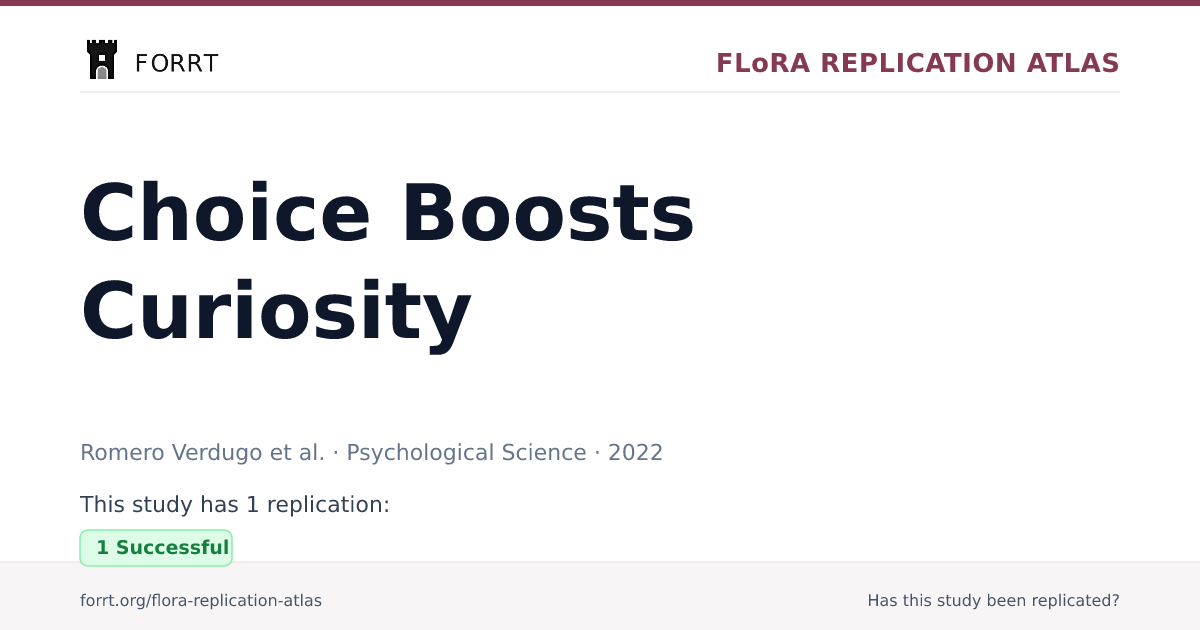 FORRT
FLoRA REPLICATION ATLAS
Choice Boosts
Curiosity
Romero Verdugo et al. · Psychological Science · 2022
This study has 1 replication:
1 Successful
forrt.org/flora-replication-atlas
Has this study been replicated?